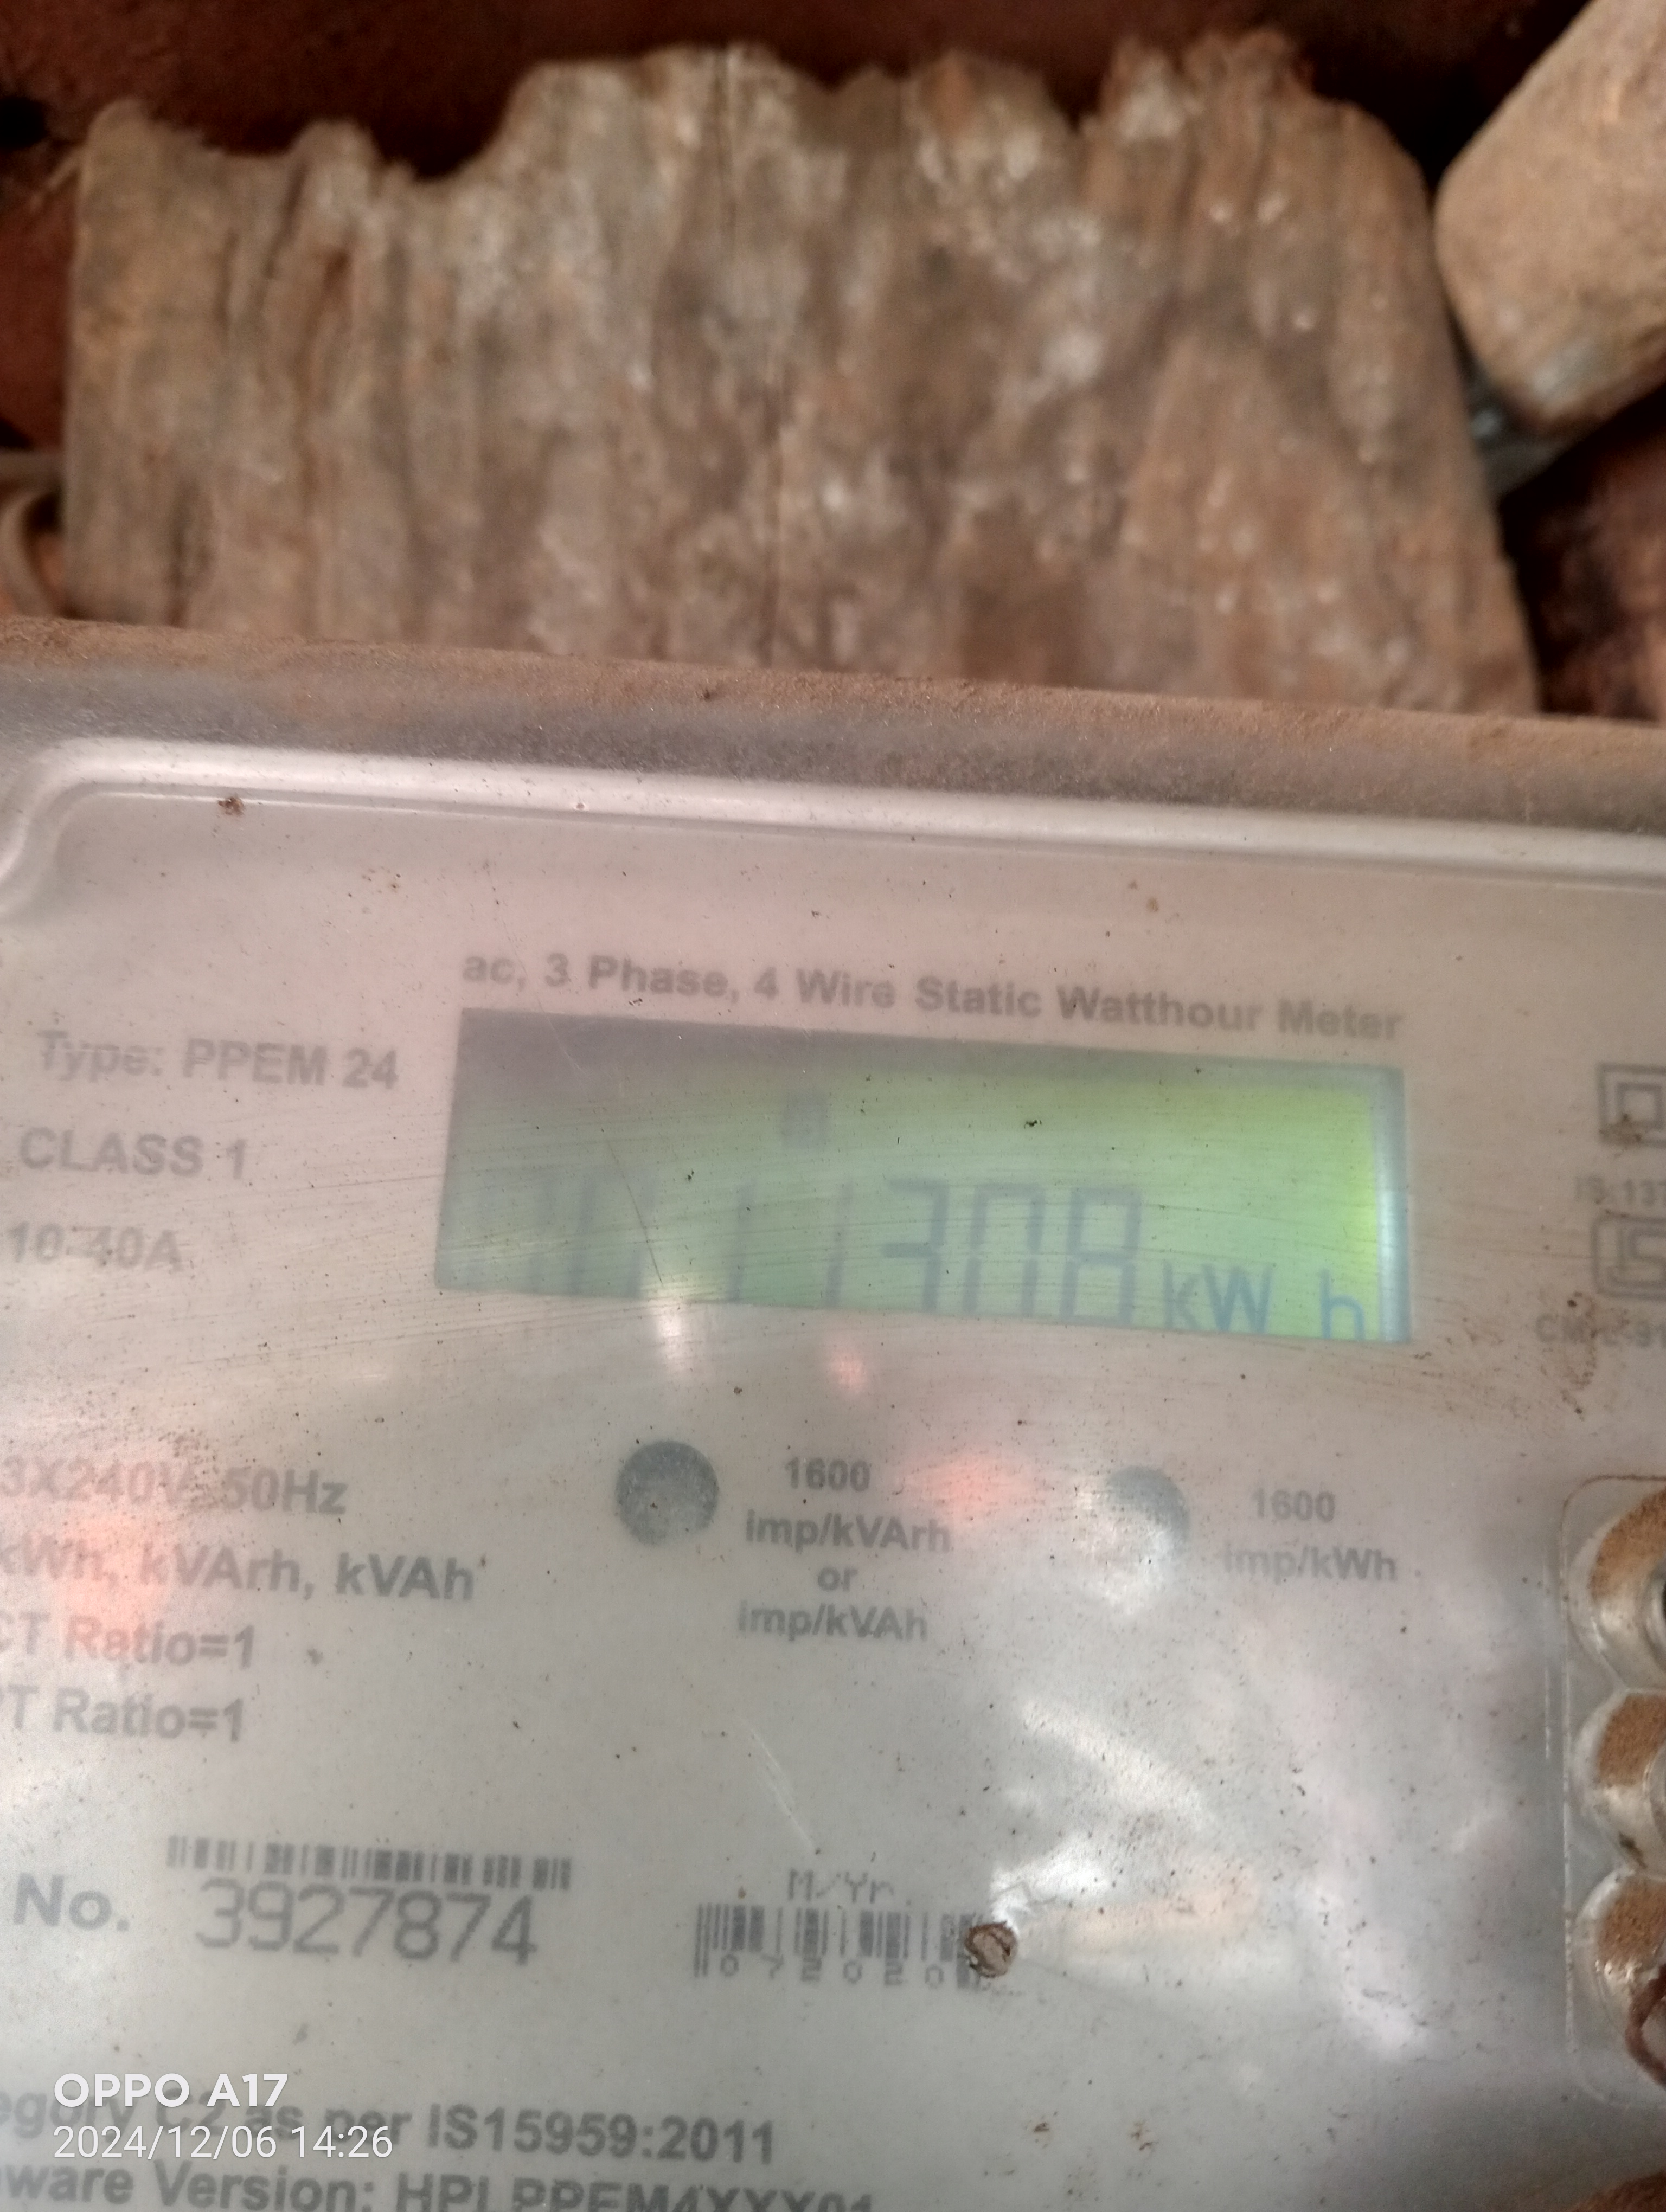 ac, 3 Phase, 4 Wire Static Watthour Meter
Type: PPEM 24
CLASS 1
10-40A
11308 kW h
3X240V, 50Hz
kWh, kVArh, kVAh
CT Ratio=1
PT Ratio=1
1600
imp/kVArh
or
imp/kVAh
1600
imp/kWh
No. 3927874
M/Yr
072020
OPPO A17
2024/12/06 14:26
C2 as per IS15959:2011
Version: